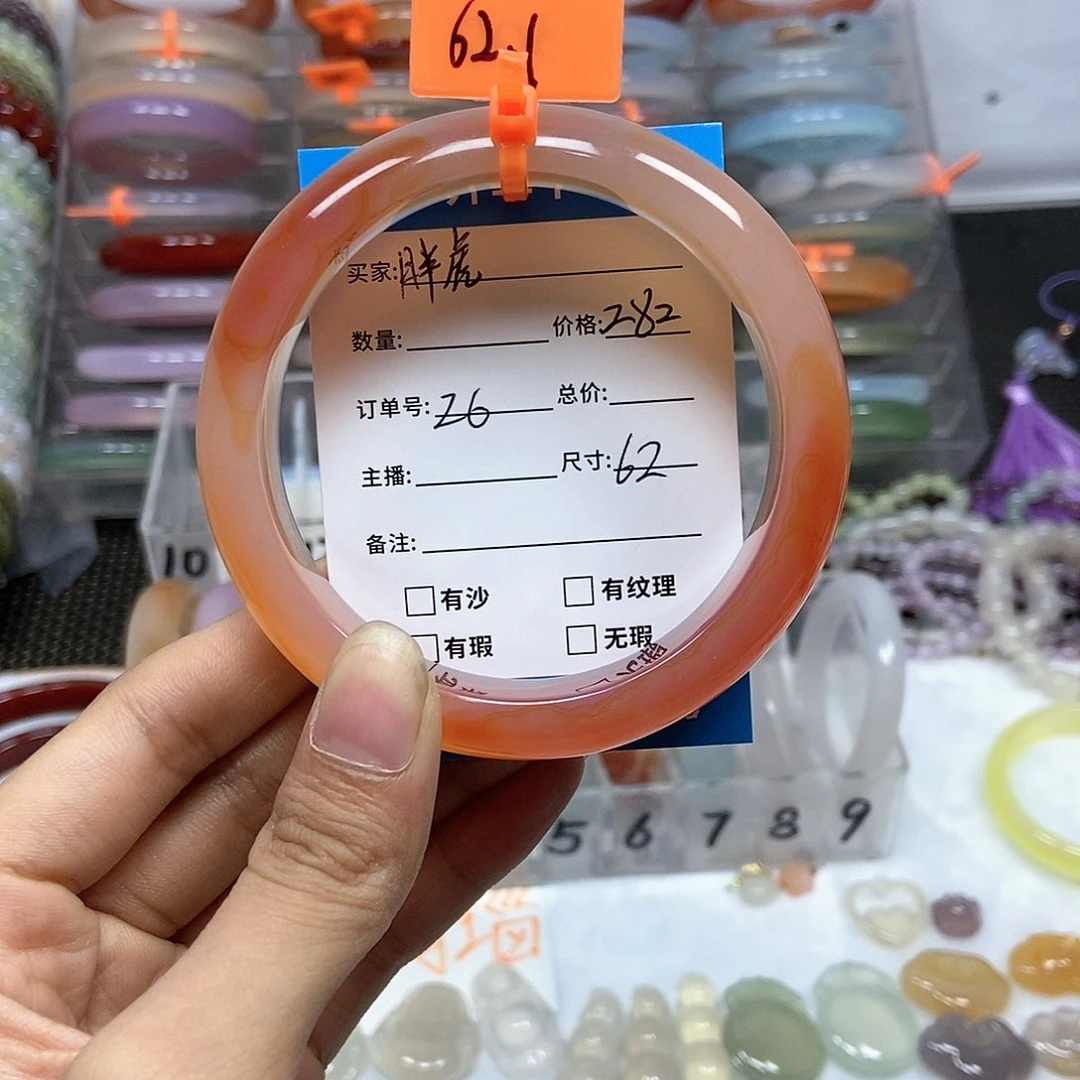 62.1
买家:胖虎
数量: 价格:282
订单号:26 总价:
主播: 尺寸:62
备注:
有沙 有纹理
有瑕 无瑕
10
5 6 7 8 9